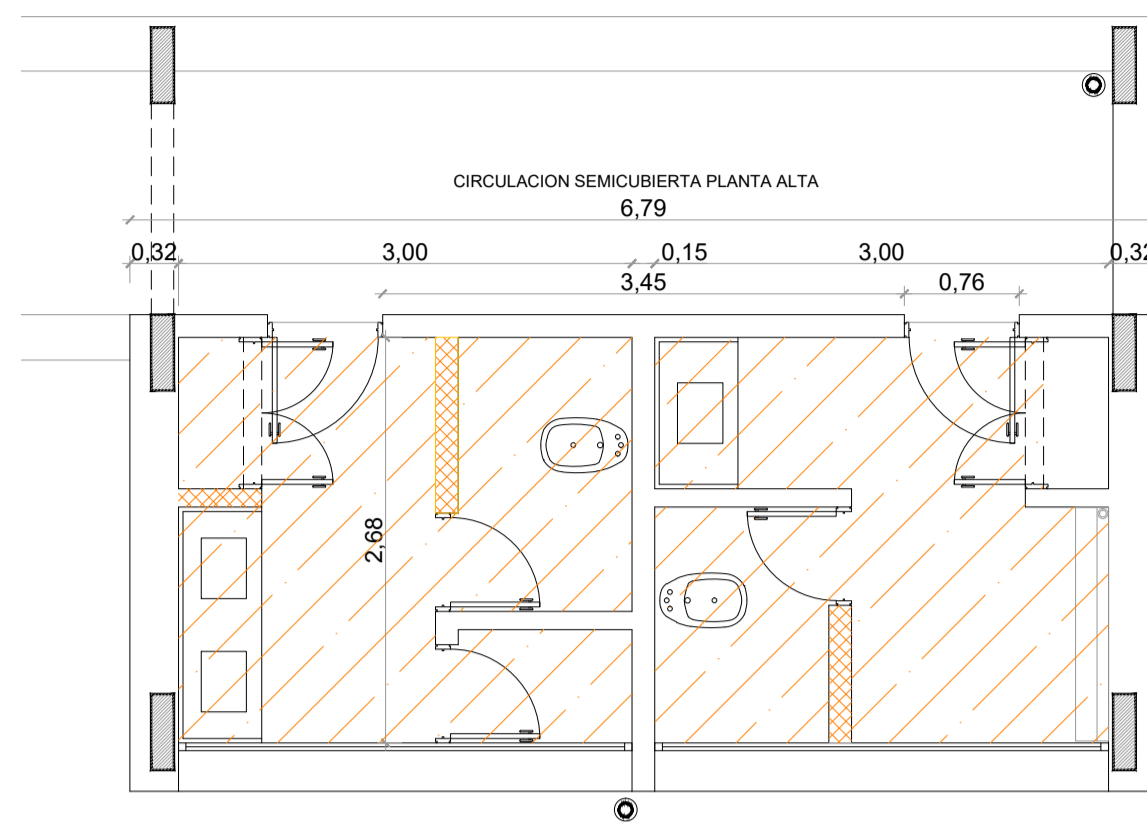 CIRCULACION SEMICUBIERTA PLANTA ALTA
6,79
0,32 3,00 0,15 3,00 0,32
3,45 0,76
2,68